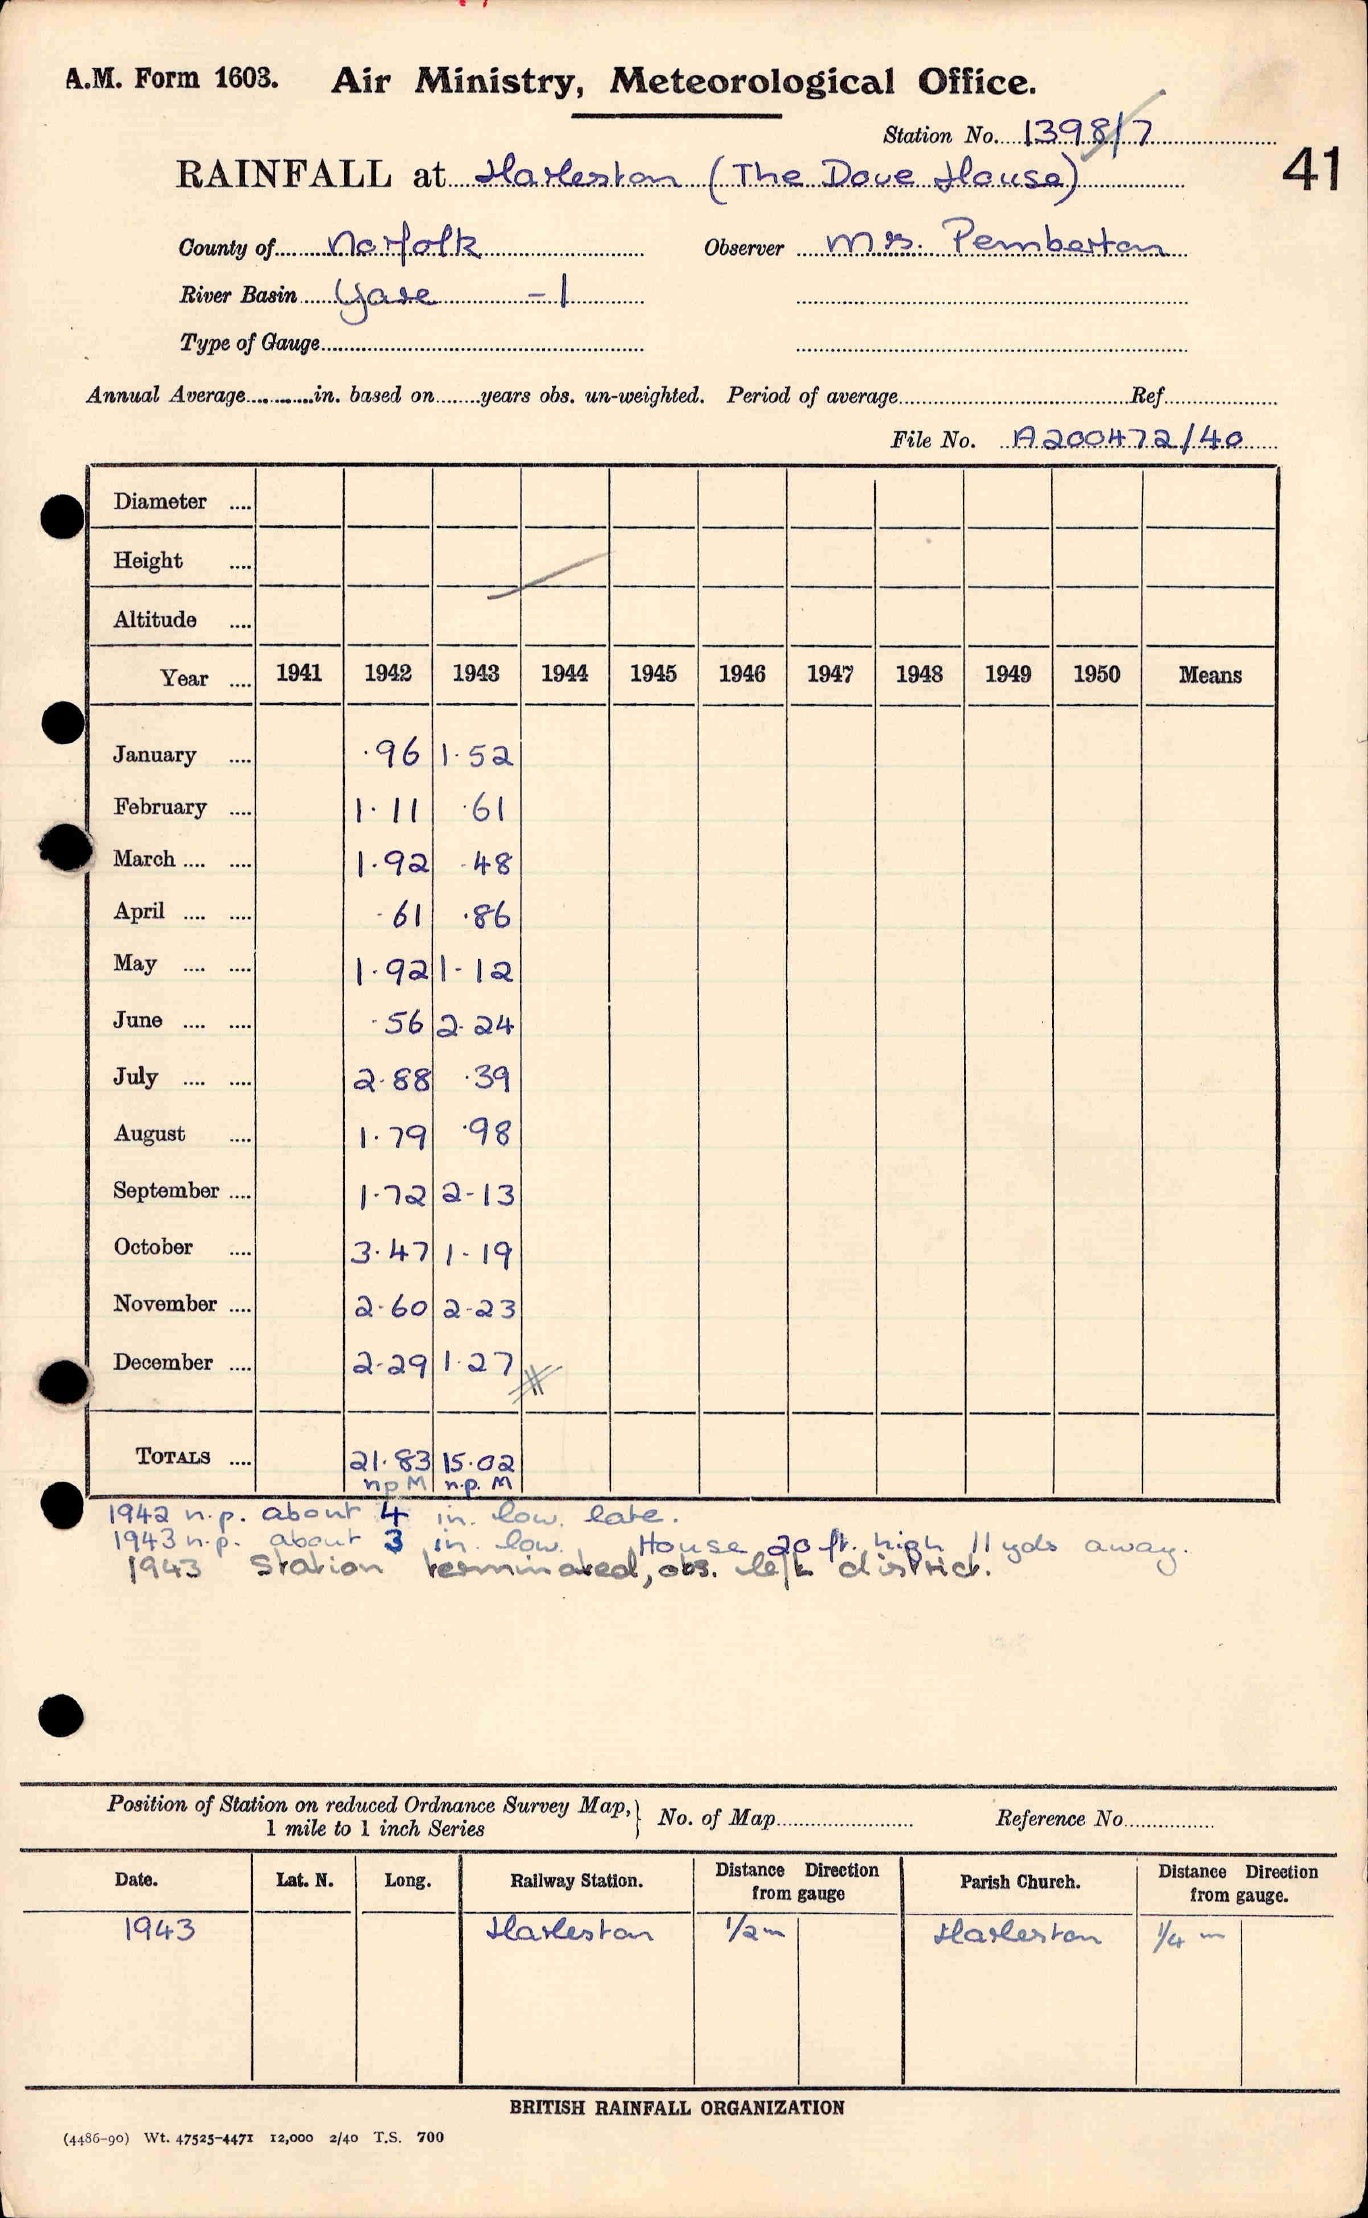 A.M. Form 1603. Air Ministry, Meteorological Office.
Station No. 1398/7
41
RAINFALL at Harleston (The Dove House)
County of Norfolk Observer Mrs. Pemberton
River Basin Yare -1
Type of Gauge
Annual Average in. based on years obs. un-weighted. Period of average Ref.
File No. A200472/40
Diameter
Height
Altitude
Year 1941 1942 1943 1944 1945 1946 1947 1948 1949 1950 Means
January ·96 1·52
February 1·11 ·61
March 1·92 ·48
April ·61 ·86
May 1·92 1·12
June ·56 2·24
July 2·88 ·39
August 1·79 ·98
September 1·72 2·13
October 3·47 1·19
November 2·60 2·23
December 2·29 1·27
TOTALS 21·83 15·02
n p M n.p. M
1942 n.p. about 4 in. low. late.
1943 n.p. about 3 in. low. House 20 ft. high 11 yds away.
1943 Station terminated, obs. left district.
Position of Station on reduced Ordnance Survey Map, No. of Map Reference No.
1 mile to 1 inch Series
Date. Lat. N. Long. Railway Station. Distance Direction from gauge Parish Church. Distance Direction from gauge.
1943 Harleston 1/2 m Harleston 1/4 m
BRITISH RAINFALL ORGANIZATION
(4486-90) Wt. 47525-4471 12,000 2/40 T.S. 700